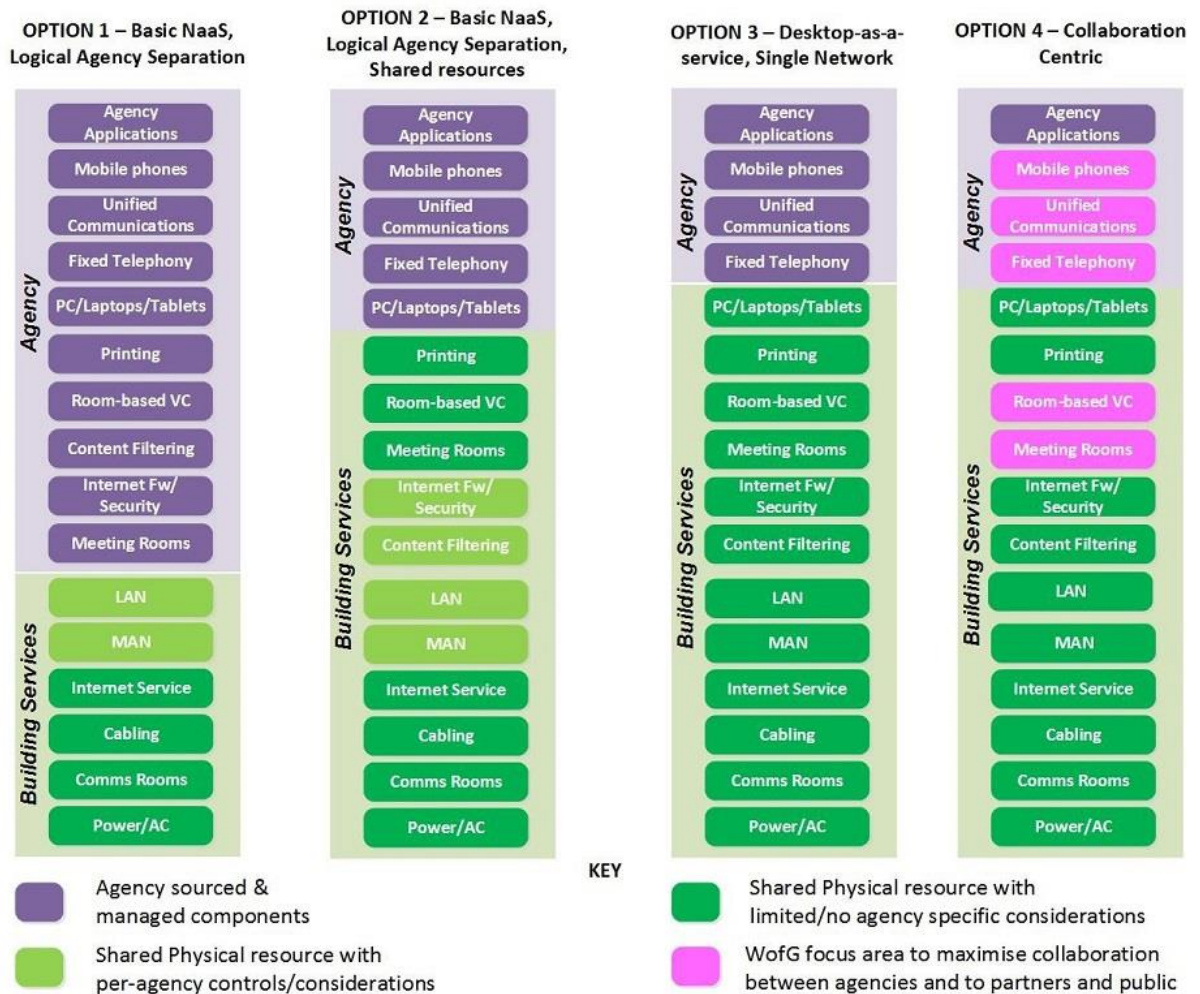 OPTION 1 – Basic NaaS,
Logical Agency Separation
Agency
Agency
Applications
Mobile phones
Unified
Communications
Fixed Telephony
PC/Laptops/Tablets
Printing
Room-based VC
Content Filtering
Internet Fw/
Security
Meeting Rooms
Building Services
LAN
MAN
Internet Service
Cabling
Comms Rooms
Power/AC
OPTION 2 – Basic NaaS,
Logical Agency Separation,
Shared resources
Agency
Agency
Applications
Mobile phones
Unified
Communications
Fixed Telephony
PC/Laptops/Tablets
Building Services
Printing
Room-based VC
Meeting Rooms
Internet Fw/
Security
Content Filtering
LAN
MAN
Internet Service
Cabling
Comms Rooms
Power/AC
OPTION 3 – Desktop-as-a-
service, Single Network
Agency
Agency
Applications
Mobile phones
Unified
Communications
Fixed Telephony
Building Services
PC/Laptops/Tablets
Printing
Room-based VC
Meeting Rooms
Internet Fw/
Security
Content Filtering
LAN
MAN
Internet Service
Cabling
Comms Rooms
Power/AC
OPTION 4 – Collaboration
Centric
Agency
Agency
Applications
Mobile phones
Unified
Communications
Fixed Telephony
Building Services
PC/Laptops/Tablets
Printing
Room-based VC
Meeting Rooms
Internet Fw/
Security
Content Filtering
LAN
MAN
Internet Service
Cabling
Comms Rooms
Power/AC
KEY
Agency sourced &
managed components
Shared Physical resource with
per-agency controls/considerations
Shared Physical resource with
limited/no agency specific considerations
WofG focus area to maximise collaboration
between agencies and to partners and public